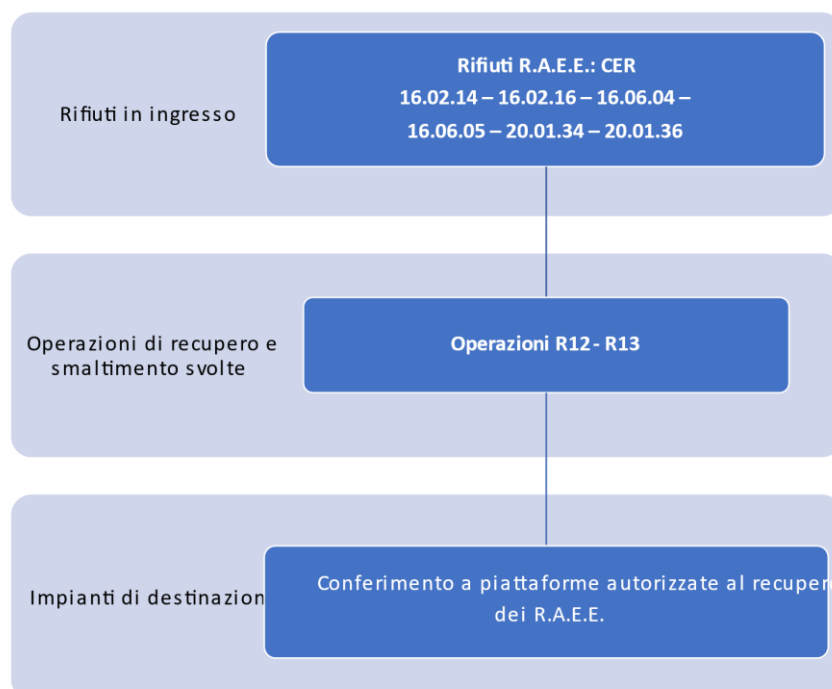 Rifiuti in ingresso
Rifiuti R.A.E.E.: CER
16.02.14 – 16.02.16 – 16.06.04 –
16.06.05 – 20.01.34 – 20.01.36
Operazioni di recupero e
smaltimento svolte
Operazioni R12 - R13
Impianti di destinazion
Conferimento a piattaforme autorizzate al recupero
dei R.A.E.E.